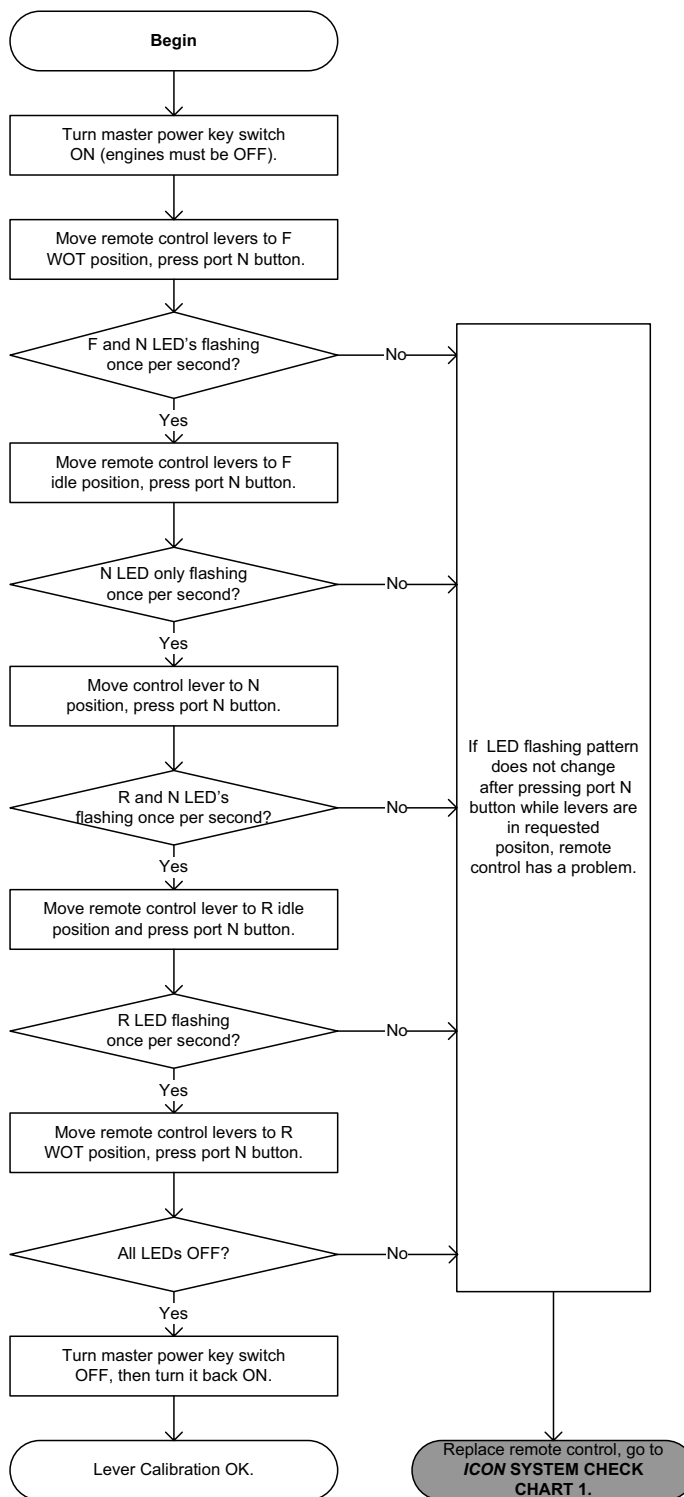 Begin
Turn master power key switch
ON (engines must be OFF).
Move remote control levers to F
WOT position, press port N button.
F and N LED's flashing
once per second?
No
Yes
Move remote control levers to F
idle position, press port N button.
N LED only flashing
once per second?
No
Yes
Move control lever to N
position, press port N button.
R and N LED's
flashing once per second?
No
Yes
Move remote control lever to R idle
position and press port N button.
R LED flashing
once per second?
No
Yes
Move remote control levers to R
WOT position, press port N button.
All LEDs OFF?
No
Yes
Turn master power key switch
OFF, then turn it back ON.
Lever Calibration OK.
If LED flashing pattern
does not change
after pressing port N
button while levers are
in requested
positon, remote
control has a problem.
Replace remote control, go to
ICON SYSTEM CHECK
CHART 1.